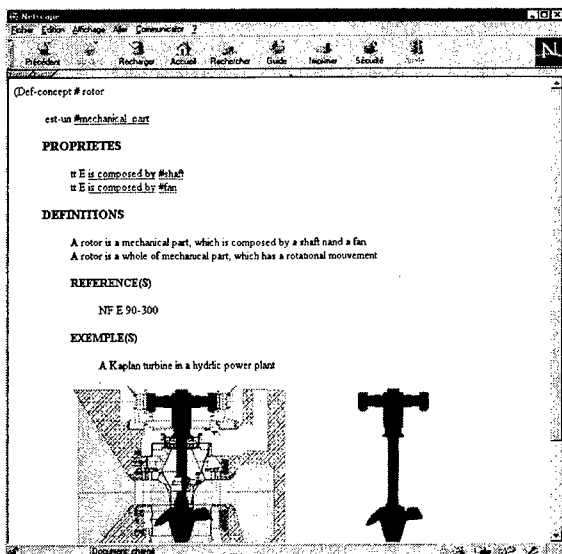 Netscape
Fichier Edition Affichage Aller Communicator ?
Précédent Recharger Accueil Rechercher Guide Imprimer Sécurité
N
(Def-concept # rotor
est-un #mechanical_part
PROPRIETES
tt E is composed by #shaft
tt E is composed by #fan
DEFINITIONS
A rotor is a mechanical part, which is composed by a shaft nand a fan
A rotor is a whole of mechanical part, which has a rotational mouvement
REFERENCE(S)
NF E 90-300
EXEMPLE(S)
A Kaplan turbine in a hydrlic power plant
Document chargé